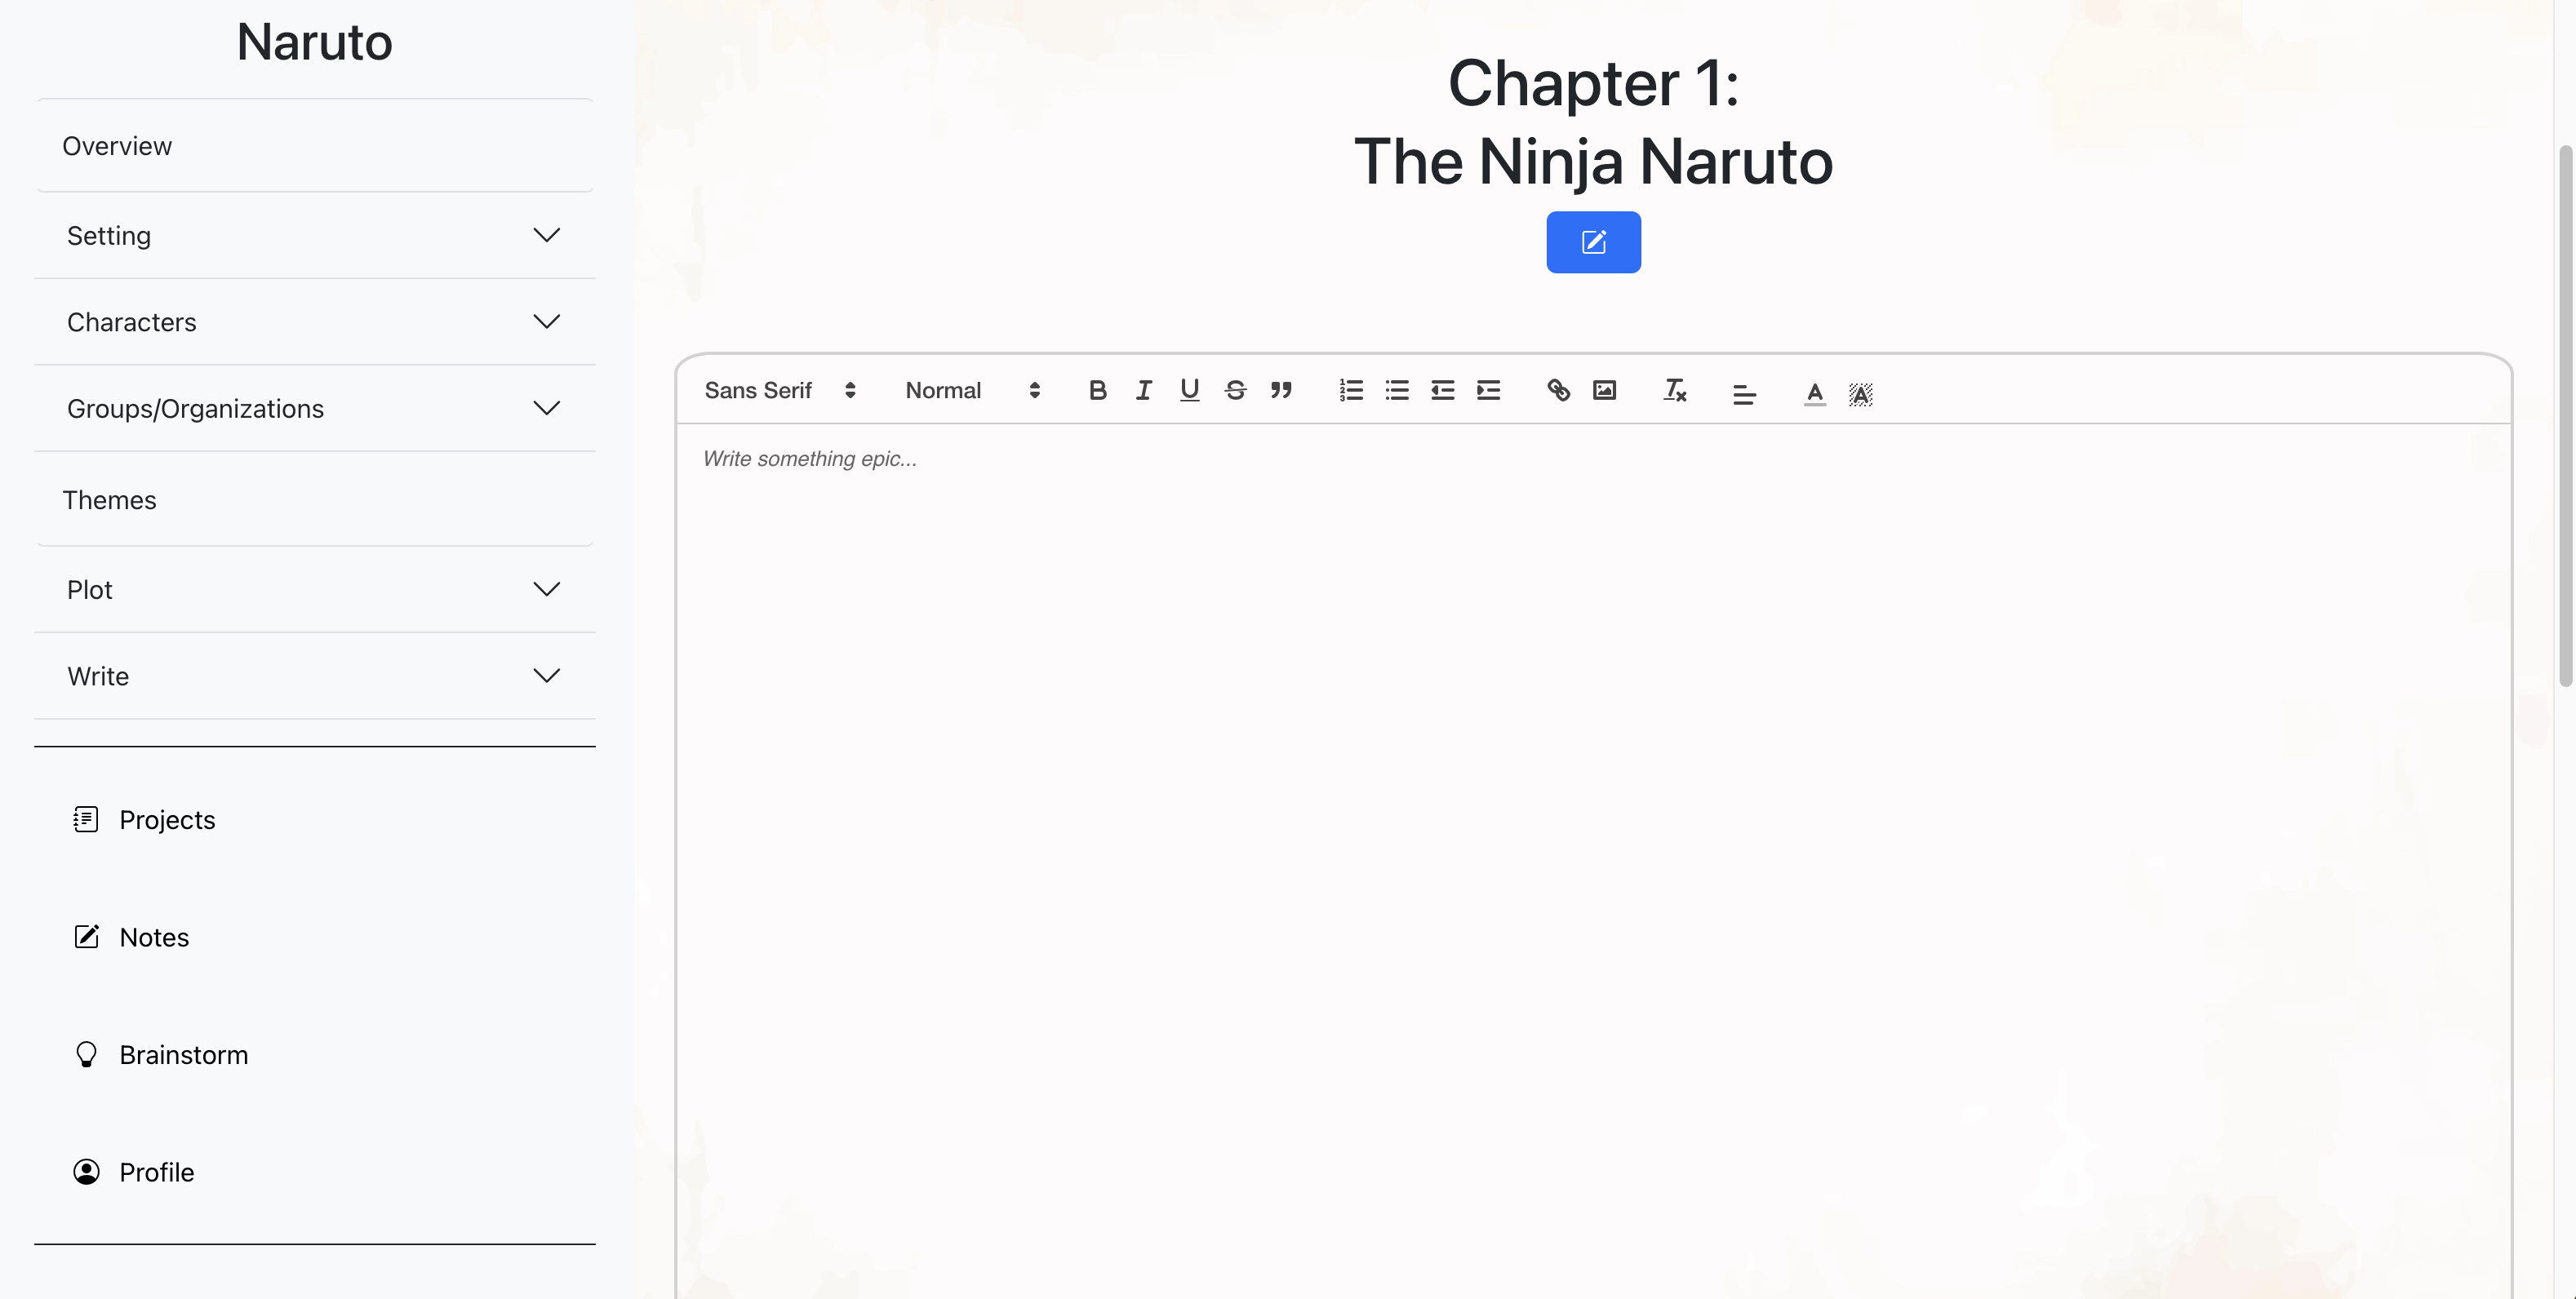 Naruto
Overview
Setting
Characters
Groups/Organizations
Themes
Plot
Write
Projects
Notes
Brainstorm
Profile
Chapter 1:
The Ninja Naruto
Sans Serif Normal
Write something epic...